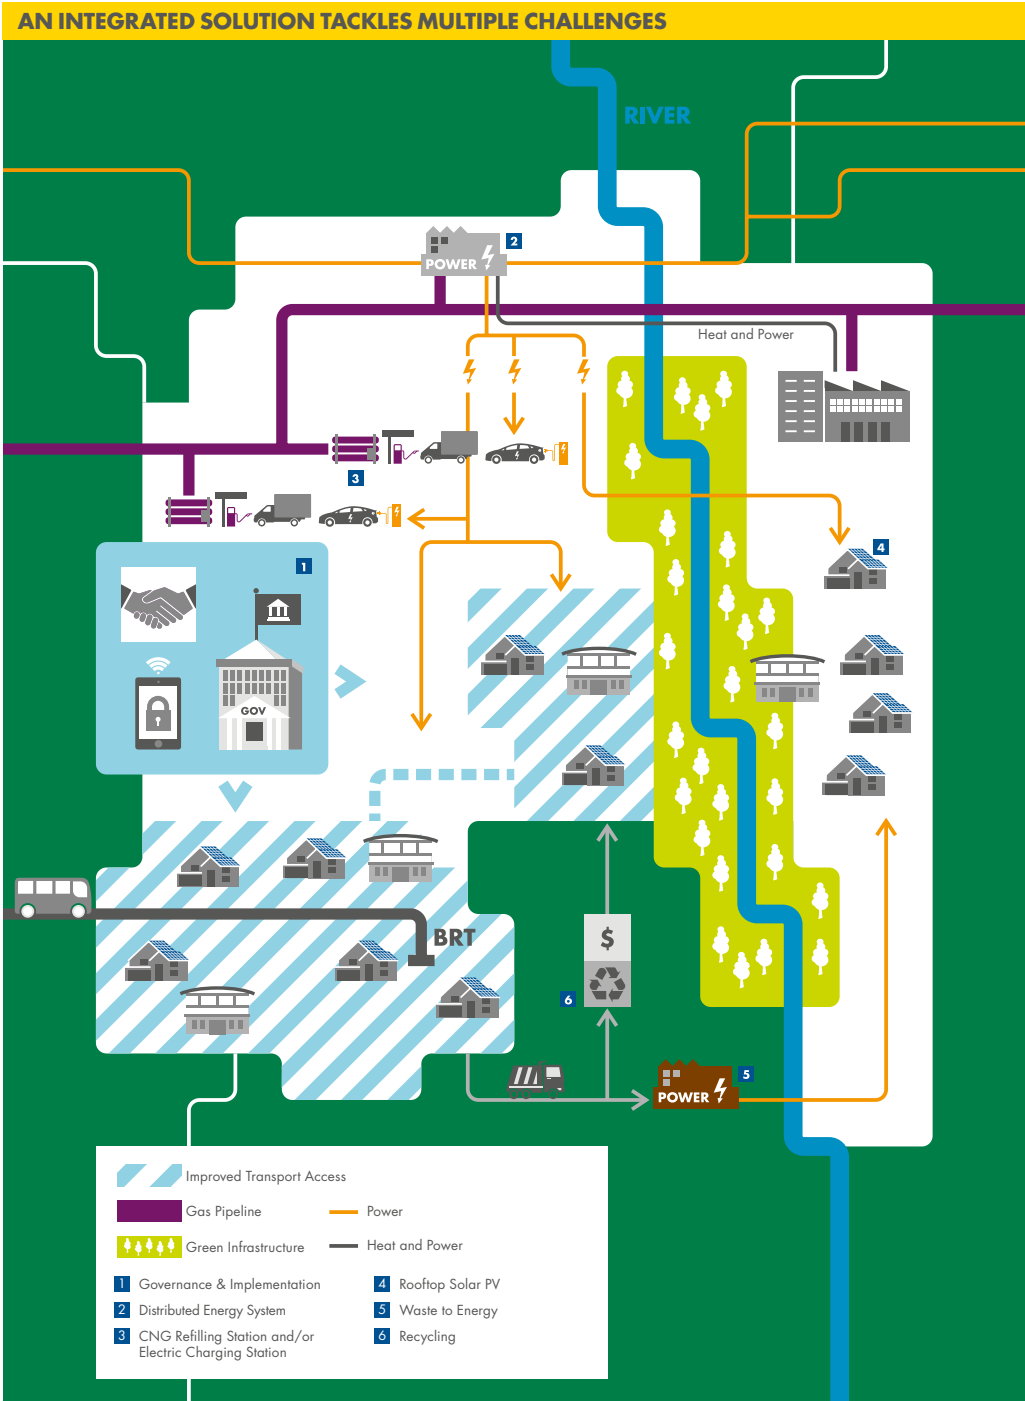 AN INTEGRATED SOLUTION TACKLES MULTIPLE CHALLENGES
RIVER
2
POWER
Heat and Power
3
1
4
GOV
BRT
$
6
5
POWER
Improved Transport Access
Gas Pipeline
Power
Green Infrastructure
Heat and Power
1 Governance & Implementation
2 Distributed Energy System
3 CNG Refilling Station and/or
Electric Charging Station
4 Rooftop Solar PV
5 Waste to Energy
6 Recycling